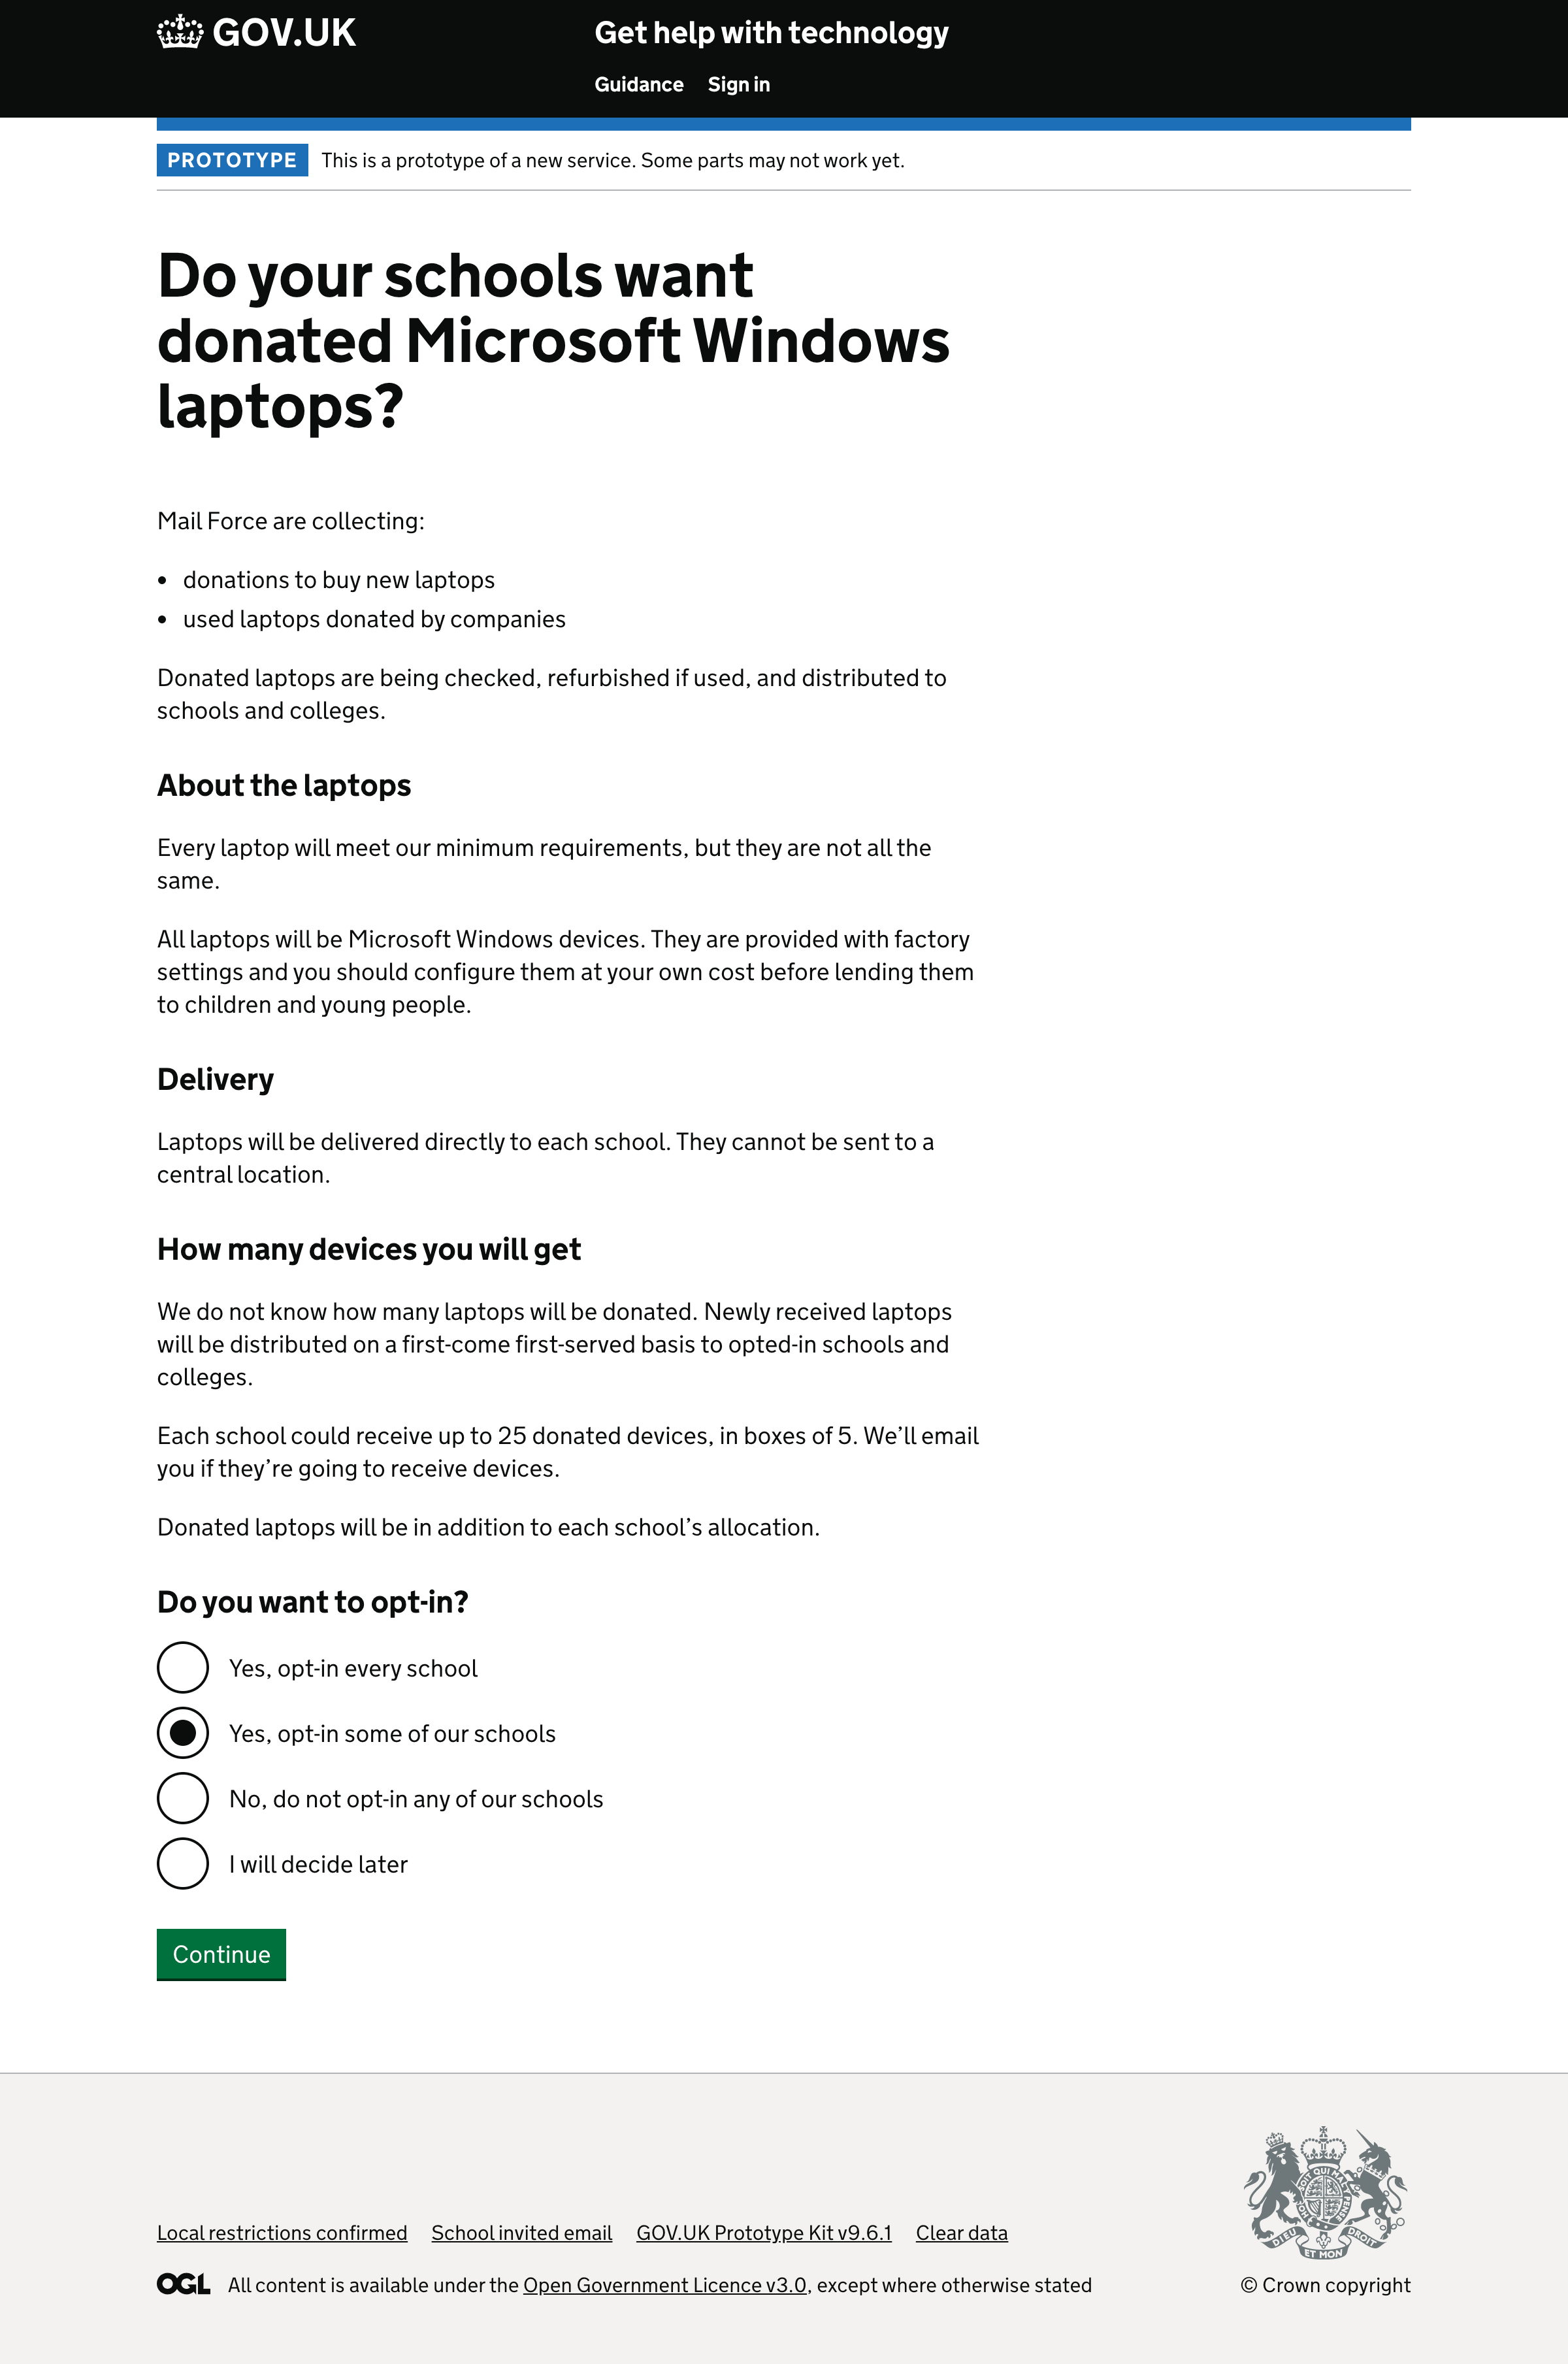 GOV.UK
Get help with technology
Guidance Sign in
PROTOTYPE This is a prototype of a new service. Some parts may not work yet.
Do your schools want
donated Microsoft Windows
laptops?
Mail Force are collecting:
• donations to buy new laptops
• used laptops donated by companies
Donated laptops are being checked, refurbished if used, and distributed to
schools and colleges.
About the laptops
Every laptop will meet our minimum requirements, but they are not all the
same.
All laptops will be Microsoft Windows devices. They are provided with factory
settings and you should configure them at your own cost before lending them
to children and young people.
Delivery
Laptops will be delivered directly to each school. They cannot be sent to a
central location.
How many devices you will get
We do not know how many laptops will be donated. Newly received laptops
will be distributed on a first-come first-served basis to opted-in schools and
colleges.
Each school could receive up to 25 donated devices, in boxes of 5. We’ll email
you if they’re going to receive devices.
Donated laptops will be in addition to each school’s allocation.
Do you want to opt-in?
Yes, opt-in every school
Yes, opt-in some of our schools
No, do not opt-in any of our schools
I will decide later
Continue
Local restrictions confirmed School invited email GOV.UK Prototype Kit v9.6.1 Clear data
OGL All content is available under the Open Government Licence v3.0, except where otherwise stated
DIEU ET MON DROIT
© Crown copyright